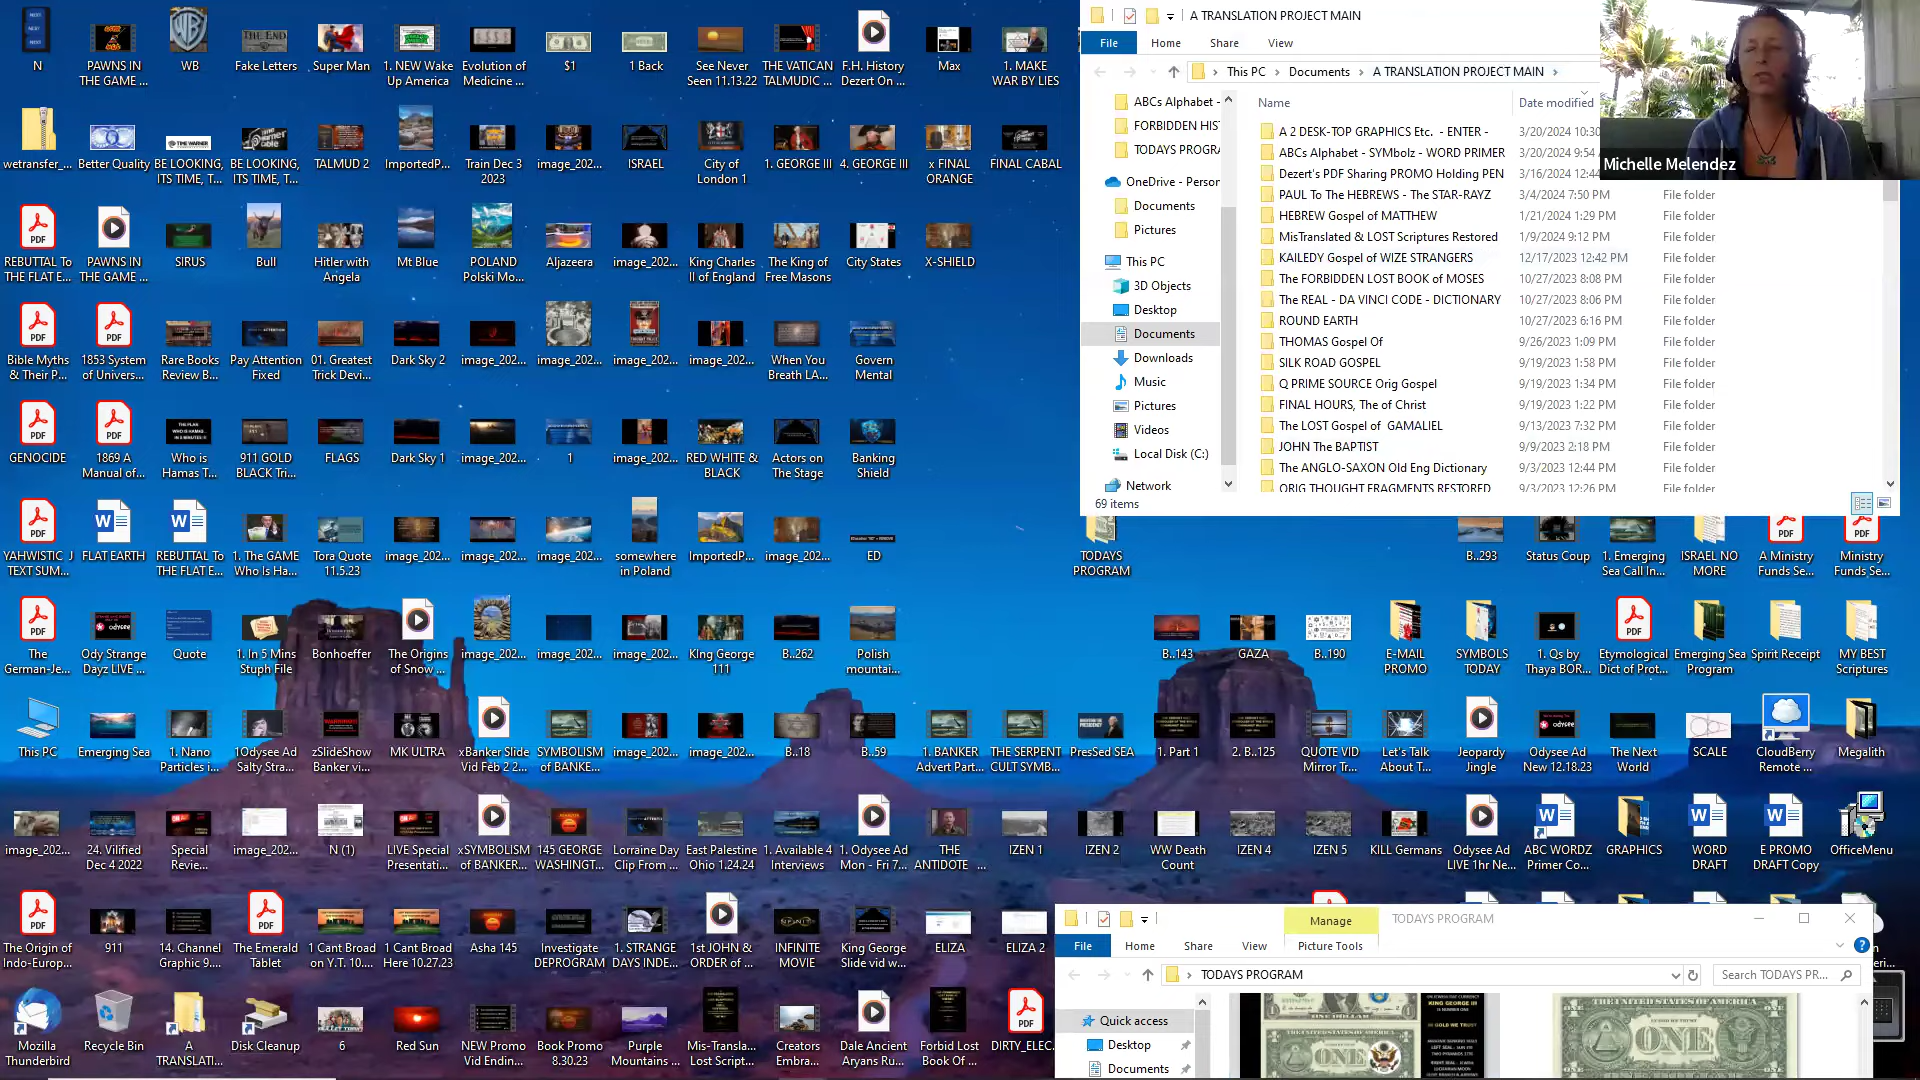 N
PAWNS IN
THE GAME ...
WB
Fake Letters
Super Man
1. NEW Wake
Up America
Evolution of
Medicine ...
$1
1 Back
See Never
Seen 11.13.22
THE VATICAN
TALMUDIC ...
F.H. History
Dezert On ...
Max
1. MAKE
WAR BY LIES
wetransfer_...
Better Quality
BE LOOKING,
ITS TIME, T...
BE LOOKING,
ITS TIME, T...
TALMUD 2
ImportedP...
Train Dec 3
2023
image_202...
ISRAEL
City of
London 1
1. GEORGE III
4. GEORGE III
x FINAL
ORANGE
FINAL CABAL
REBUTTAL TO
THE FLAT E...
PAWNS IN
THE GAME ...
SIRUS
Bull
Hitler with
Angela
Mt Blue
POLAND
Polski Mo...
Aljazeera
image_202...
King Charles
II of England
The King of
Free Masons
City States
X-SHIELD
Bible Myths
& Their P...
1853 System
of Univers...
Rare Books
Review B...
Pay Attention
Fixed
01. Greatest
Trick Devi...
Dark Sky 2
image_202...
image_202...
image_202...
image_202...
When You
Breath LA...
Govern
Mental
GENOCIDE
1869 A
Manual of...
Who is
Hamas T...
911 GOLD
BLACK Tri...
FLAGS
Dark Sky 1
image_202...
1
image_202...
RED WHITE &
BLACK
Actors on
The Stage
Banking
Shield
YAHWISTIC J
TEXT SUM...
FLAT EARTH
REBUTTAL To
THE FLAT E...
1. The GAME
Who Is Ha...
Tora Quote
11.5.23
image_202...
image_202...
image_202...
somewhere
in Poland
ImportedP...
image_202...
ED
The
German-Je...
Ody Strange
Dayz LIVE ...
Quote
1. In 5 Mins
Stuph File
Bonhoeffer
The Origins
of Snow ...
image_202...
image_202...
image_202...
KIng George
111
B..262
Polish
mountai...
This PC
Emerging Sea
1. Nano
Particles i...
1Odysee Ad
Salty Stra...
zSlideShow
Banker vi...
MK ULTRA
xBanker Slide
Vid Feb 2 2...
SYMBOLISM
of BANKE...
image_202...
image_202...
B..18
B..59
1. BANKER
Advert Part...
THE SERPENT
CULT SYMB...
PresSed SEA
1. Part 1
2. B..125
QUOTE VID
Mirror Tr...
Let's Talk
About T...
Jeopardy
Jingle
Odysee Ad
New 12.18.23
The Next
World
SCALE
CloudBerry
Remote ...
Megalith
image_202...
24. Vilified
Dec 4 2022
Special
Revie...
image_202...
N (1)
LIVE Special
Presentati...
xSYMBOLISM
of BANKER...
145 GEORGE
WASHINGT...
Lorraine Day
Clip From ...
East Palestine
Ohio 1.24.24
1. Available 4
Interviews
1. Odysee Ad
Mon - Fri 7...
THE
ANTIDOTE ...
IZEN 1
IZEN 2
WW Death
Count
IZEN 4
IZEN 5
KILL Germans
Odysee Ad
LIVE 1hr Ne...
ABC WORDZ
Primer Co...
GRAPHICS
WORD
DRAFT
E PROMO
DRAFT Copy
OfficeMenu
The Origin of
Indo-Europ...
911
14. Channel
Graphic 9....
The Emerald
Tablet
1 Cant Broad
on Y.T. 10....
1 Cant Broad
Here 10.27.23
Asha 145
Investigate
DEPROGRAM
1. STRANGE
DAYS INDE...
1st JOHN &
ORDER of ...
INFINITE
MOVIE
King George
Slide vid w...
ELIZA
ELIZA 2
Mozilla
Thunderbird
Recycle Bin
A
TRANSLATI...
Disk Cleanup
6
Red Sun
NEW Promo
Vid Endin...
Book Promo
8.30.23
Purple
Mountains ...
Mis-Transla...
Lost Script...
Creators
Embra...
Dale Ancient
Aryans Ru...
Forbid Lost
Book Of ...
DIRTY_ELEC...
A TRANSLATION PROJECT MAIN
File Home Share View
This PC Documents A TRANSLATION PROJECT MAIN
ABCs Alphabet -
FORBIDDEN HIS
TODAYS PROGRA
OneDrive - Person
Documents
Pictures
This PC
3D Objects
Desktop
Documents
Downloads
Music
Pictures
Videos
Local Disk (C:)
Network
Name Date modified
A 2 DESK-TOP GRAPHICS Etc. - ENTER - 3/20/2024 10:30
ABCs Alphabet - SYMbolz - WORD PRIMER 3/20/2024 9:54
Dezert's PDF Sharing PROMO Holding PEN 3/16/2024 12:44
PAUL To The HEBREWS - The STAR-RAYZ 3/4/2024 7:50 PM File folder
HEBREW Gospel of MATTHEW 1/21/2024 1:29 PM File folder
MisTranslated & LOST Scriptures Restored 1/9/2024 9:12 PM File folder
KAILEDY Gospel of WIZE STRANGERS 12/17/2023 12:42 PM File folder
The FORBIDDEN LOST BOOK of MOSES 10/27/2023 8:08 PM File folder
The REAL - DA VINCI CODE - DICTIONARY 10/27/2023 8:06 PM File folder
ROUND EARTH 10/27/2023 6:16 PM File folder
THOMAS Gospel Of 9/26/2023 1:09 PM File folder
SILK ROAD GOSPEL 9/19/2023 1:58 PM File folder
Q PRIME SOURCE Orig Gospel 9/19/2023 1:34 PM File folder
FINAL HOURS, The of Christ 9/19/2023 1:22 PM File folder
The LOST Gospel of GAMALIEL 9/13/2023 7:32 PM File folder
JOHN The BAPTIST 9/9/2023 2:18 PM File folder
The ANGLO-SAXON Old Eng Dictionary 9/3/2023 12:44 PM File folder
ORIG THOUGHT FRAGMENTS RESTORED 9/3/2023 12:26 PM File folder
69 items
Michelle Melendez
TODAYS
PROGRAM
B..293
Status Coup
1. Emerging
Sea Call In...
ISRAEL NO
MORE
A Ministry
Funds Se...
Ministry
Funds Se...
B..143
GAZA
B..190
E-MAIL
PROMO
SYMBOLS
TODAY
1. Qs by
Thaya BOR...
Etymological
Dict of Prot...
Emerging Sea
Program
Spirit Receipt
MY BEST
Scriptures
Manage TODAYS PROGRAM
File Home Share View Picture Tools
TODAYS PROGRAM Search TODAYS PR...
Quick access
Desktop
Documents
KING GEORGE III
IS NUMBER ONE
IN GOLD WE TRUST
THE UNITED STATES OF AMERICA
ONE
THE UNITED STATES OF AMERICA
ONE